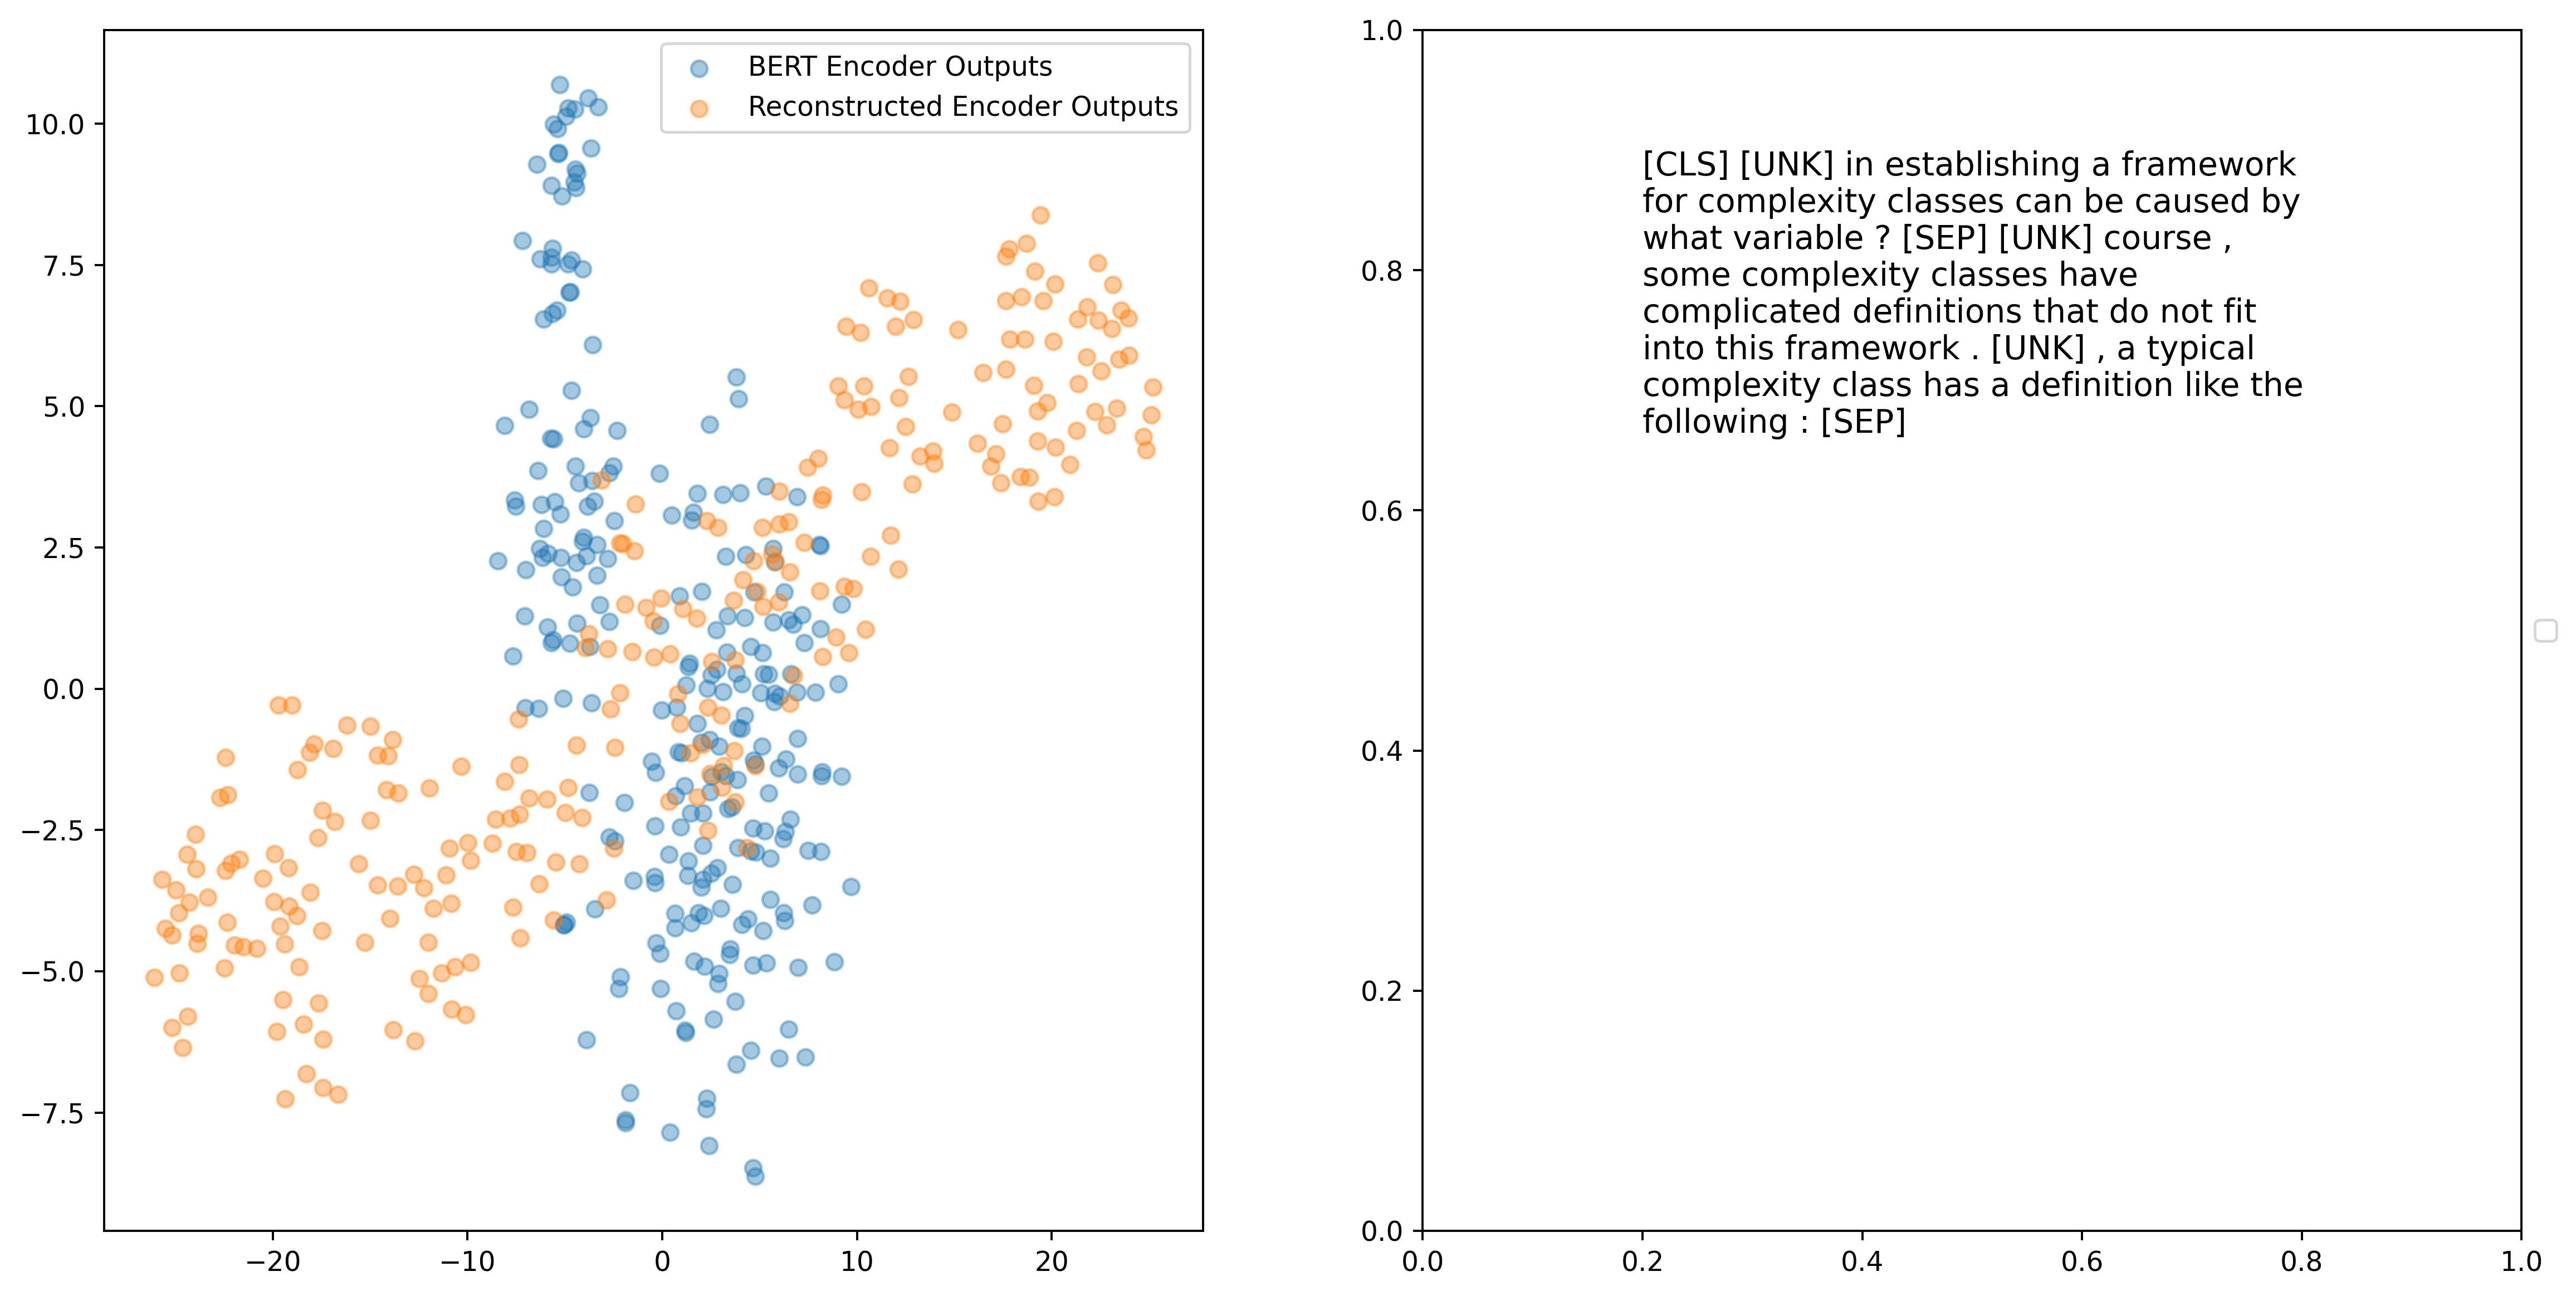 BERT Encoder Outputs
Reconstructed Encoder Outputs
10.0
7.5
5.0
2.5
0.0
−2.5
−5.0
−7.5
−20
−10
0
10
20
1.0
0.8
0.6
0.4
0.2
0.0
0.0
0.2
0.4
0.6
0.8
1.0
[CLS] [UNK] in establishing a framework
for complexity classes can be caused by
what variable ? [SEP] [UNK] course ,
some complexity classes have
complicated definitions that do not fit
into this framework . [UNK] , a typical
complexity class has a definition like the
following : [SEP]